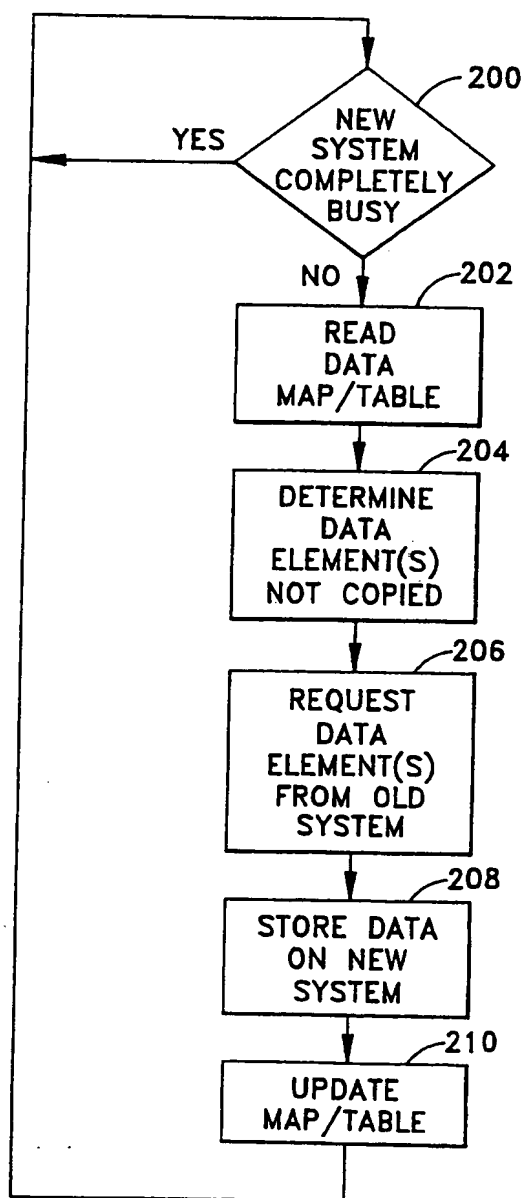 200
NEW
SYSTEM
COMPLETELY
BUSY
YES
NO
202
READ
DATA
MAP/TABLE
204
DETERMINE
DATA
ELEMENT(S)
NOT COPIED
206
REQUEST
DATA
ELEMENT(S)
FROM OLD
SYSTEM
208
STORE DATA
ON NEW
SYSTEM
210
UPDATE
MAP/TABLE